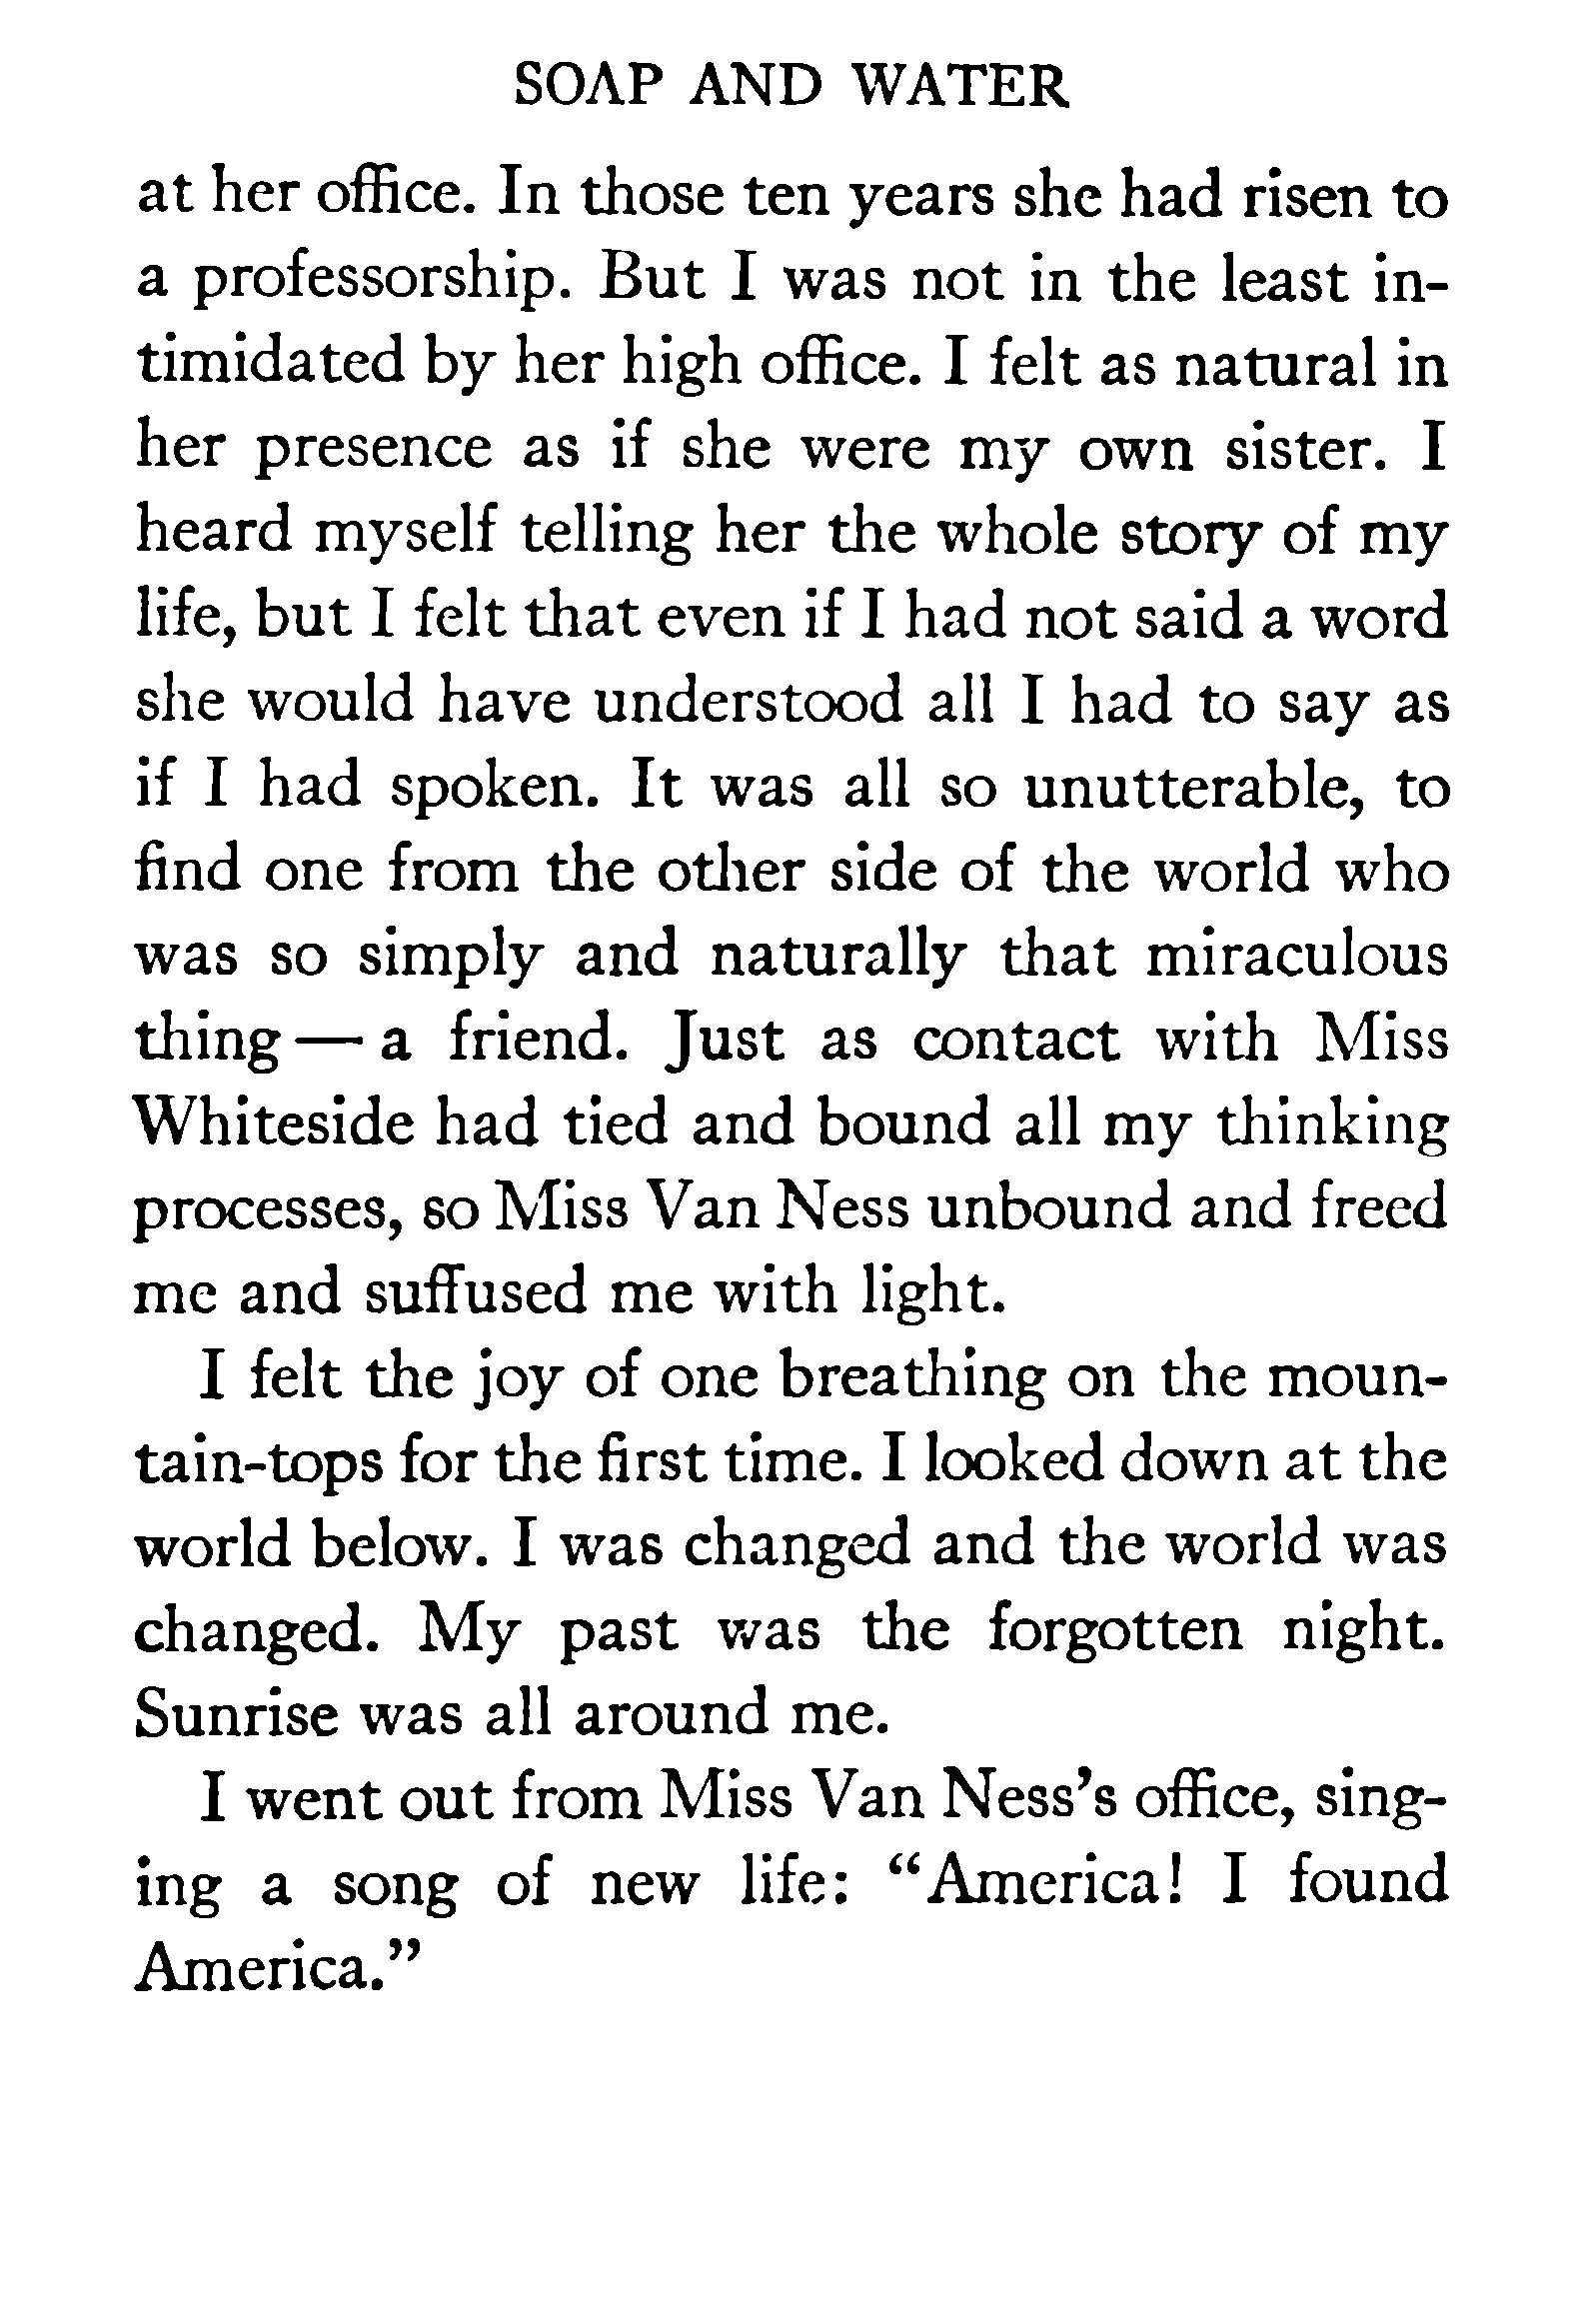 SOAP AND WATER
at her office. In those ten years she had risen to
a professorship. But I was not in the least in-
timidated by her high office. I felt as natural in
her presence as if she were my own sister. I
heard myself telling her the whole story of my
life, but I felt that even if I had not said a word
she would have understood all I had to say as
if I had spoken. It was all so unutterable, to
find one from the other side of the world who
was so simply and naturally that miraculous
thing — a friend. Just as contact with Miss
Whiteside had tied and bound all my thinking
processes, so Miss Van Ness unbound and freed
me and suffused me with light.
I felt the joy of one breathing on the moun-
tain-tops for the first time. I looked down at the
world below. I was changed and the world was
changed. My past was the forgotten night.
Sunrise was all around me.
I went out from Miss Van Ness’s office, sing-
ing a song of new life: “America! I found
America.”